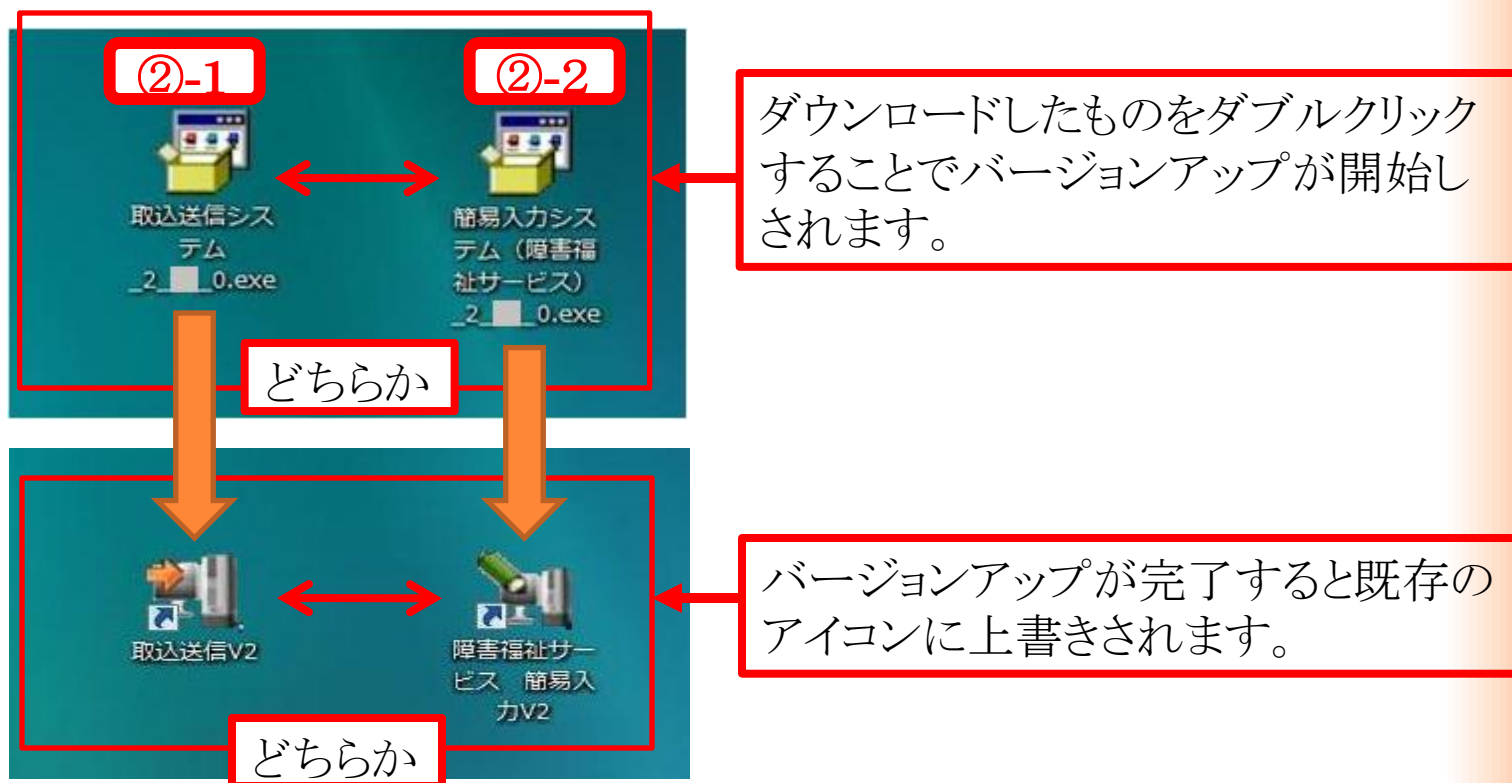 ②-1
②-2
取込送信シス
テム
_2_ _0.exe
簡易入力シス
テム（障害福
祉サービス）
_2_ _0.exe
どちらか
ダウンロードしたものをダブルクリック
することでバージョンアップが開始し
されます。
取込送信V2
障害福祉サー
ビス　簡易入
力V2
どちらか
バージョンアップが完了すると既存の
アイコンに上書きされます。